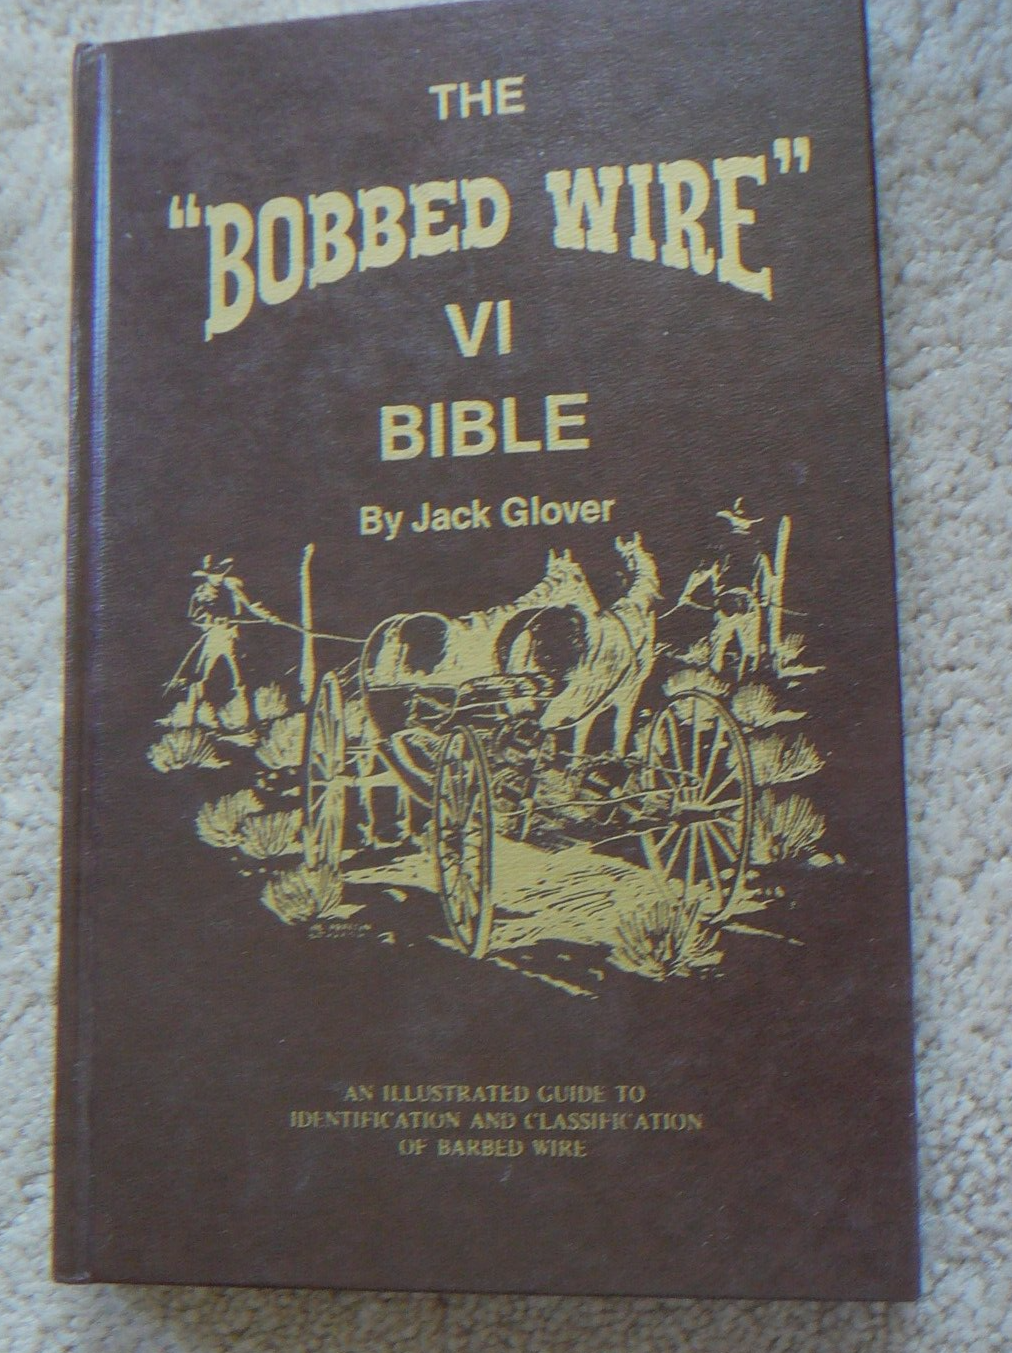 THE
"BOBBED WIRE"
VI
BIBLE
By Jack Glover
AN ILLUSTRATED GUIDE TO
IDENTIFICATION AND CLASSIFICATION
OF BARBED WIRE